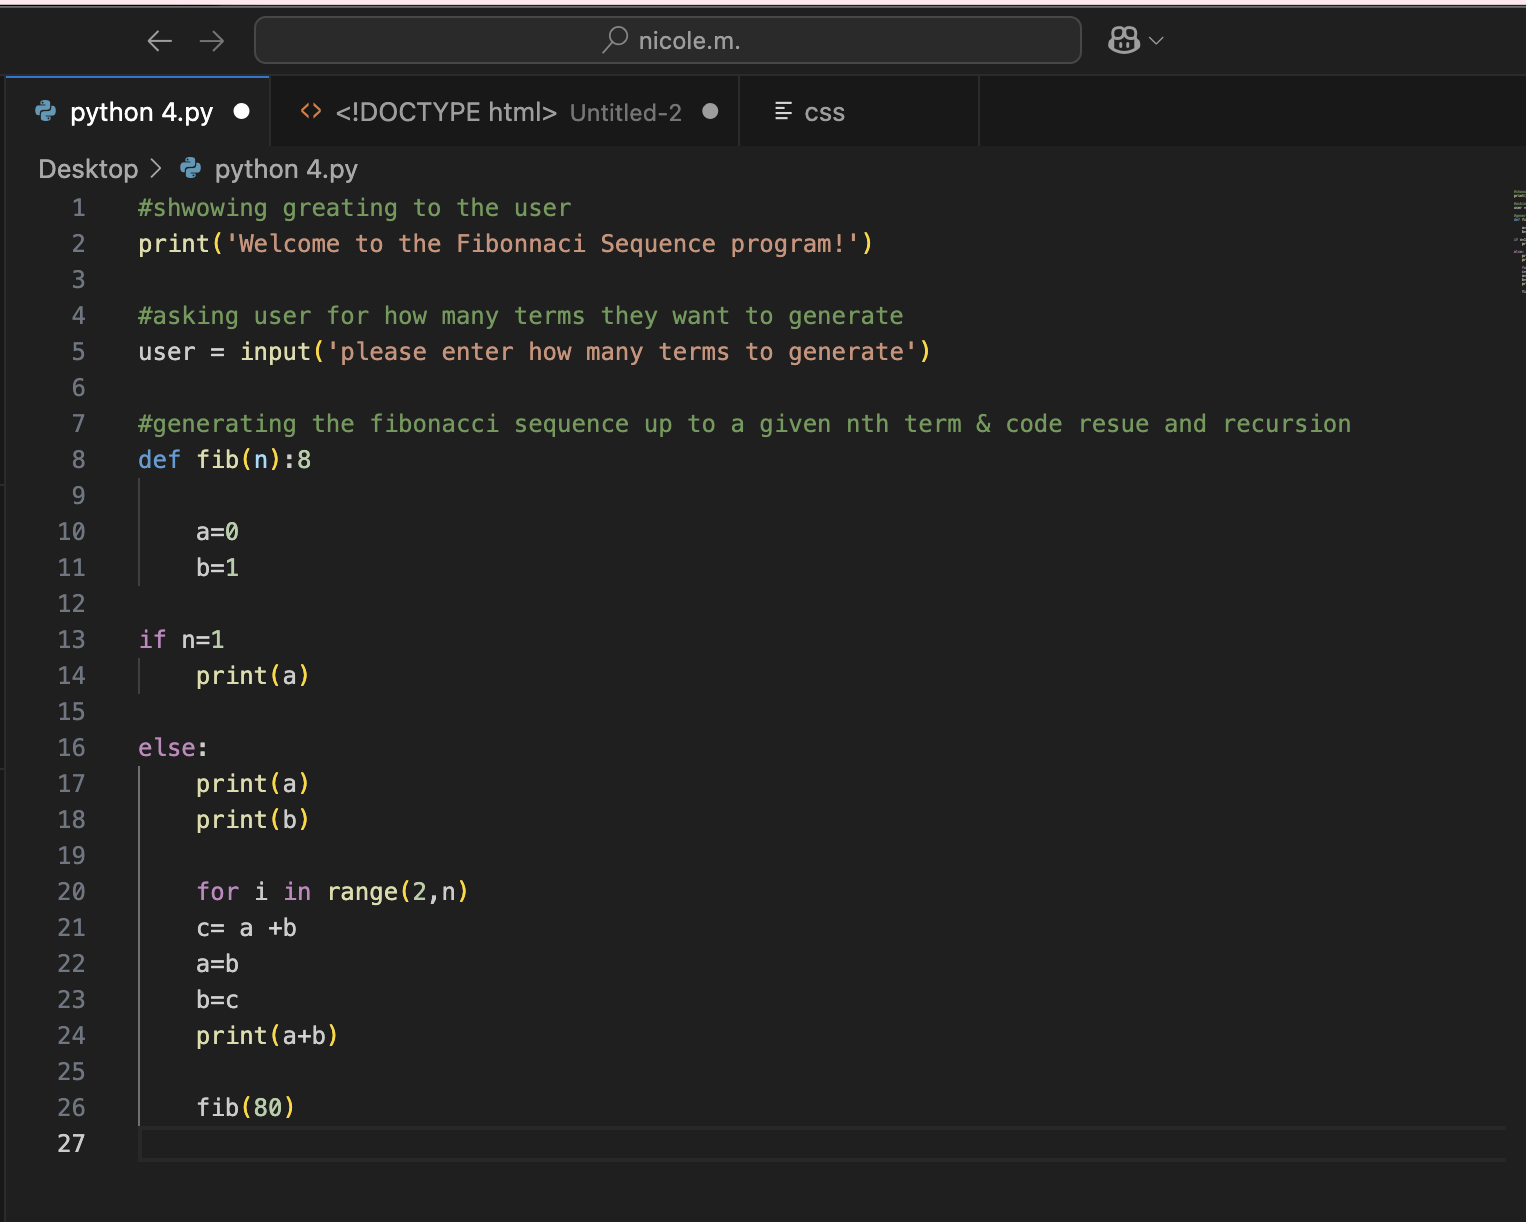 nicole.m.
python 4.py
<!DOCTYPE html> Untitled-2
css
Desktop > python 4.py
1 #shwowing greating to the user
2 print('Welcome to the Fibonnaci Sequence program!')
3
4 #asking user for how many terms they want to generate
5 user = input('please enter how many terms to generate')
6
7 #generating the fibonacci sequence up to a given nth term & code resue and recursion
8 def fib(n):8
9
10     a=0
11     b=1
12
13 if n=1
14     print(a)
15
16 else:
17     print(a)
18     print(b)
19
20     for i in range(2,n)
21     c= a +b
22     a=b
23     b=c
24     print(a+b)
25
26     fib(80)
27